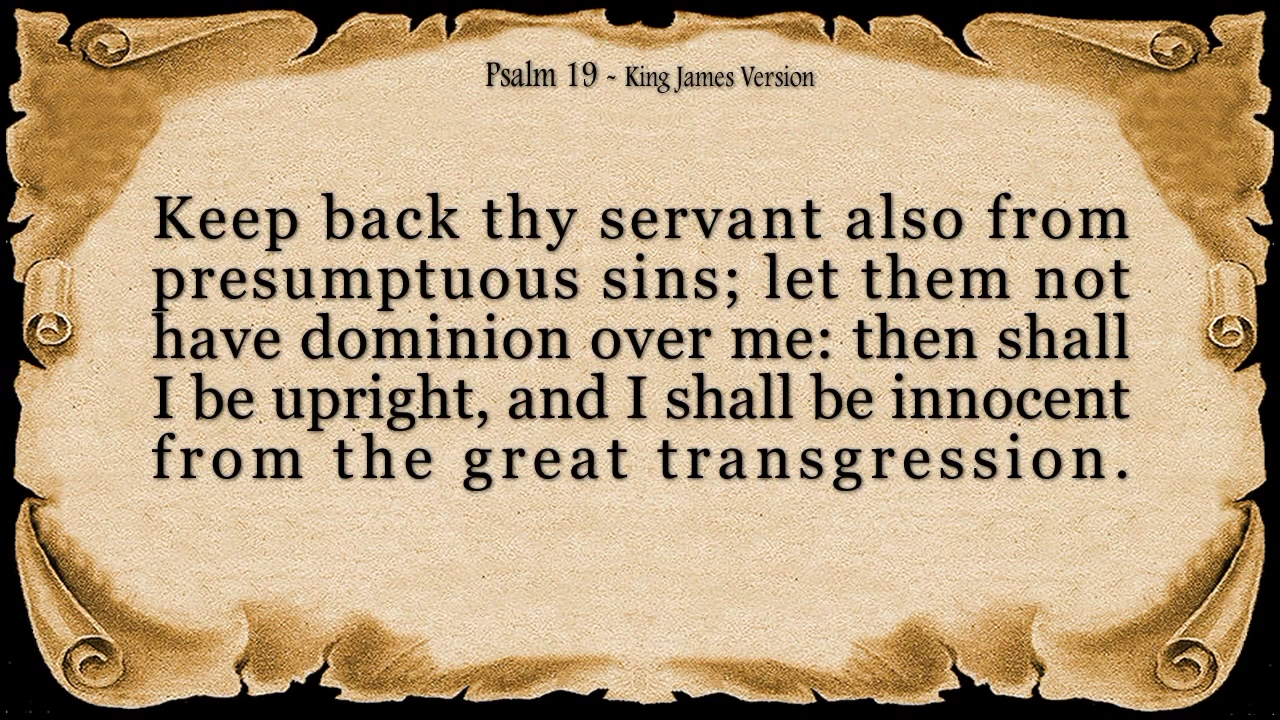 Psalm 19 - King James Version
Keep back thy servant also from
presumptuous sins; let them not
have dominion over me: then shall
I be upright, and I shall be innocent
from the great transgression.